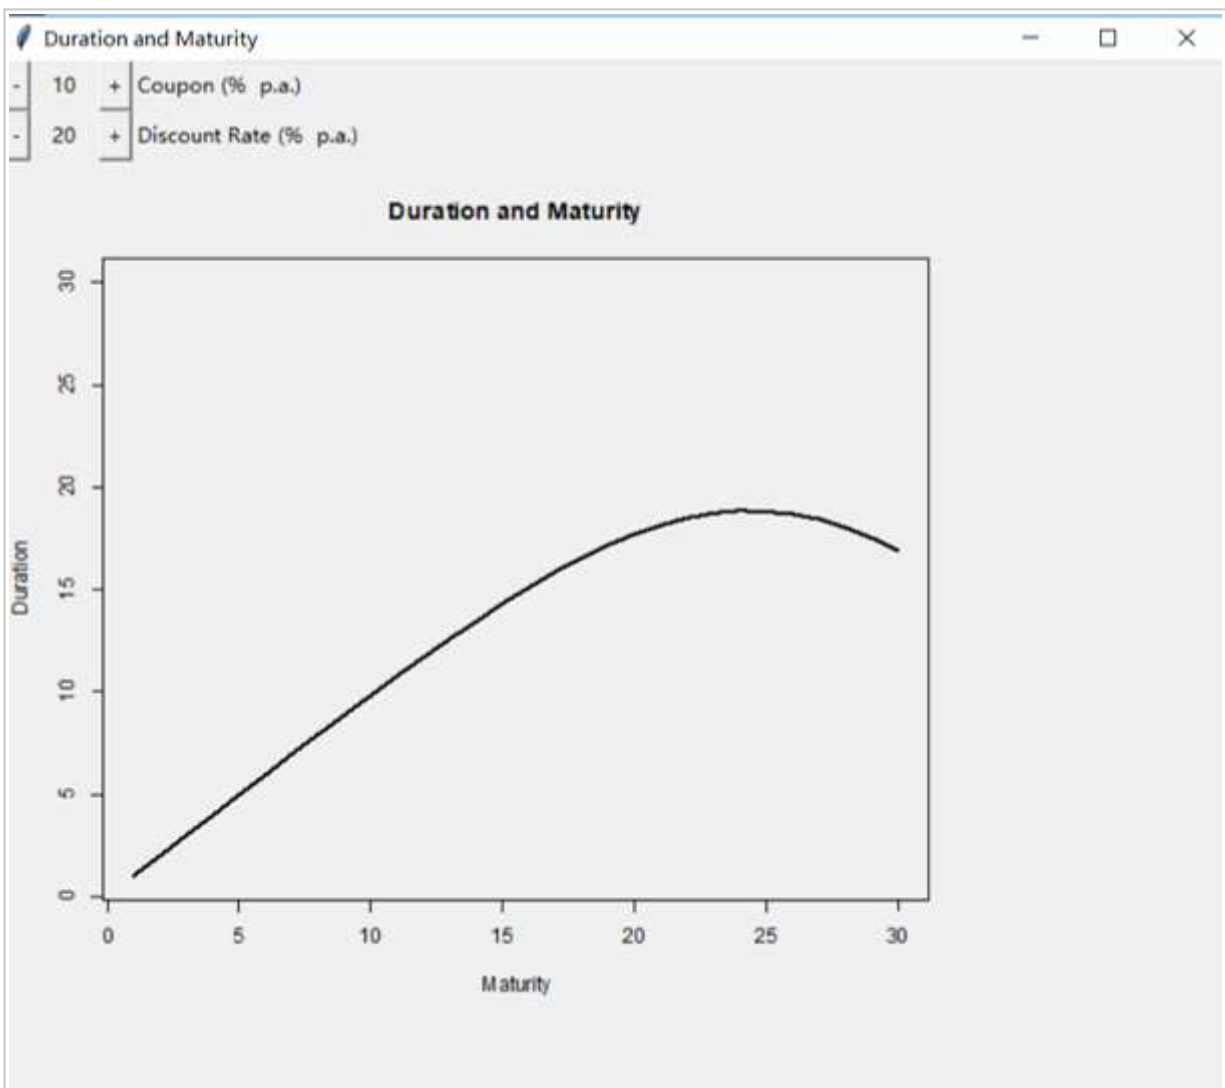 Duration and Maturity
- 10 + Coupon (% p.a.)
- 20 + Discount Rate (% p.a.)
Duration and Maturity
30
25
20
15
10
5
0
Duration
0 5 10 15 20 25 30
Maturity